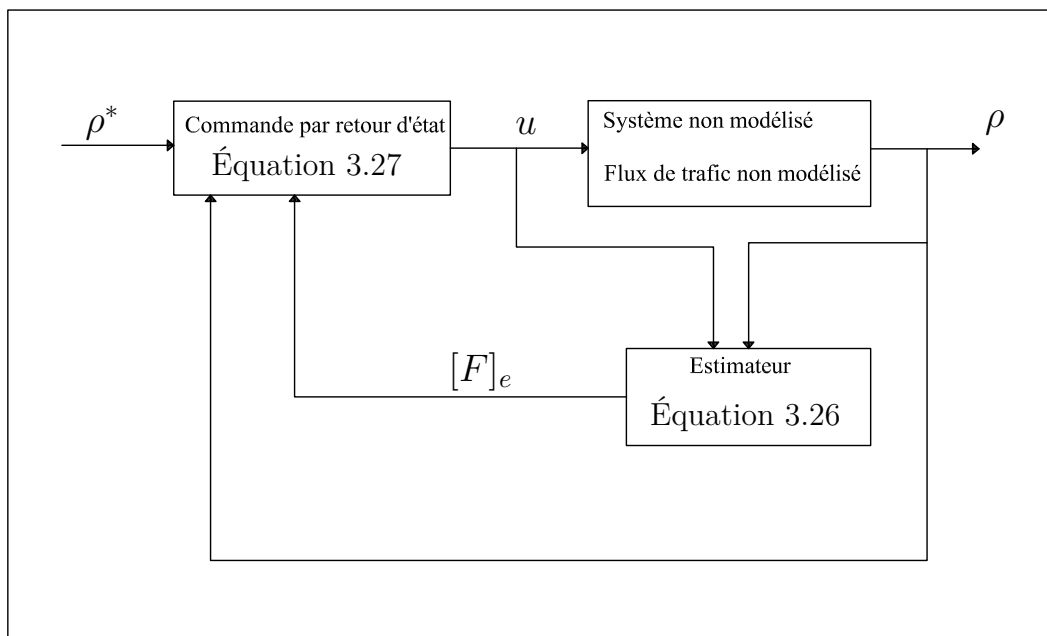 ρ*
Commande par retour d'état
Équation 3.27
u
Système non modélisé
Flux de trafic non modélisé
ρ
[F]e
Estimateur
Équation 3.26